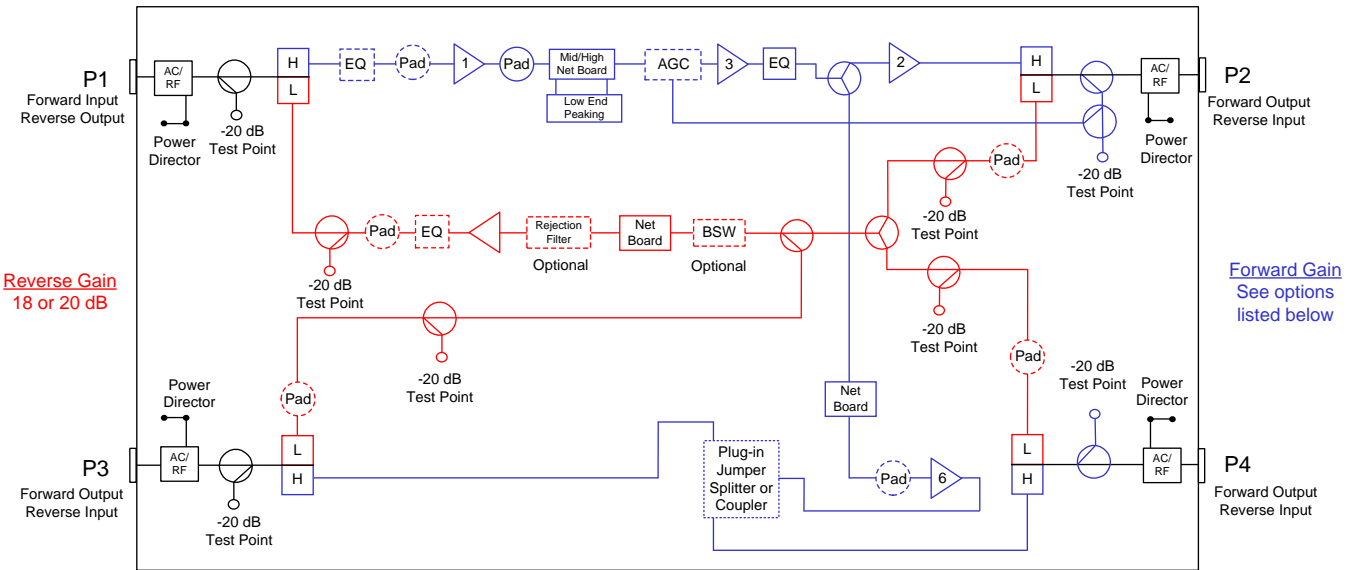 P1
Forward Input
Reverse Output
AC/
RF
Power
Director
-20 dB
Test Point
H
L
EQ
Pad
1
Pad
Mid/High
Net Board
Low End
Peaking
AGC
3
EQ
2
H
L
-20 dB
Test Point
AC/
RF
Power
Director
P2
Forward Output
Reverse Input
Pad
-20 dB
Test Point
-20 dB
Test Point
Pad
EQ
Rejection
Filter
Optional
Net
Board
BSW
Optional
-20 dB
Test Point
Reverse Gain
18 or 20 dB
Forward Gain
See options
listed below
-20 dB
Test Point
Pad
Pad
-20 dB
Test Point
Power
Director
Power
Director
Net
Board
P3
Forward Output
Reverse Input
AC/
RF
-20 dB
Test Point
L
H
Plug-in
Jumper
Splitter or
Coupler
Pad
6
L
H
AC/
RF
P4
Forward Output
Reverse Input